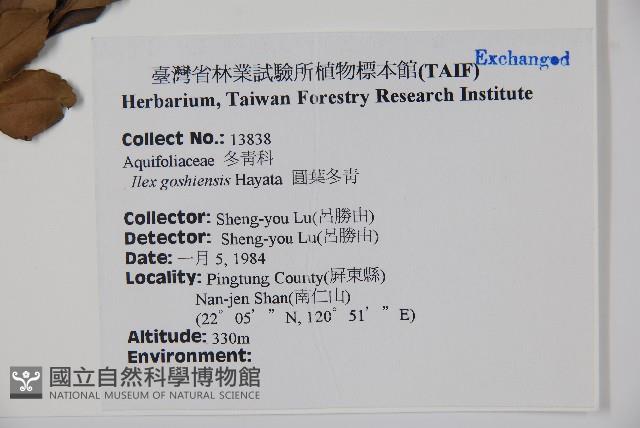 Exchanged
臺灣省林業試驗所植物標本館(TAIF)
Herbarium, Taiwan Forestry Research Institute
Collect No.: 13838
Aquifoliaceae 冬青科
Ilex goshiensis Hayata 圓葉冬青
Collector: Sheng-you Lu(呂勝由)
Detector: Sheng-you Lu(呂勝由)
Date: 一月 5, 1984
Locality: Pingtung County(屏東縣)
Nan-jen Shan(南仁山)
(22° 05’ ” N, 120° 51’ ” E)
Altitude: 330m
Environment:
國立自然科學博物館
NATIONAL MUSEUM OF NATURAL SCIENCE